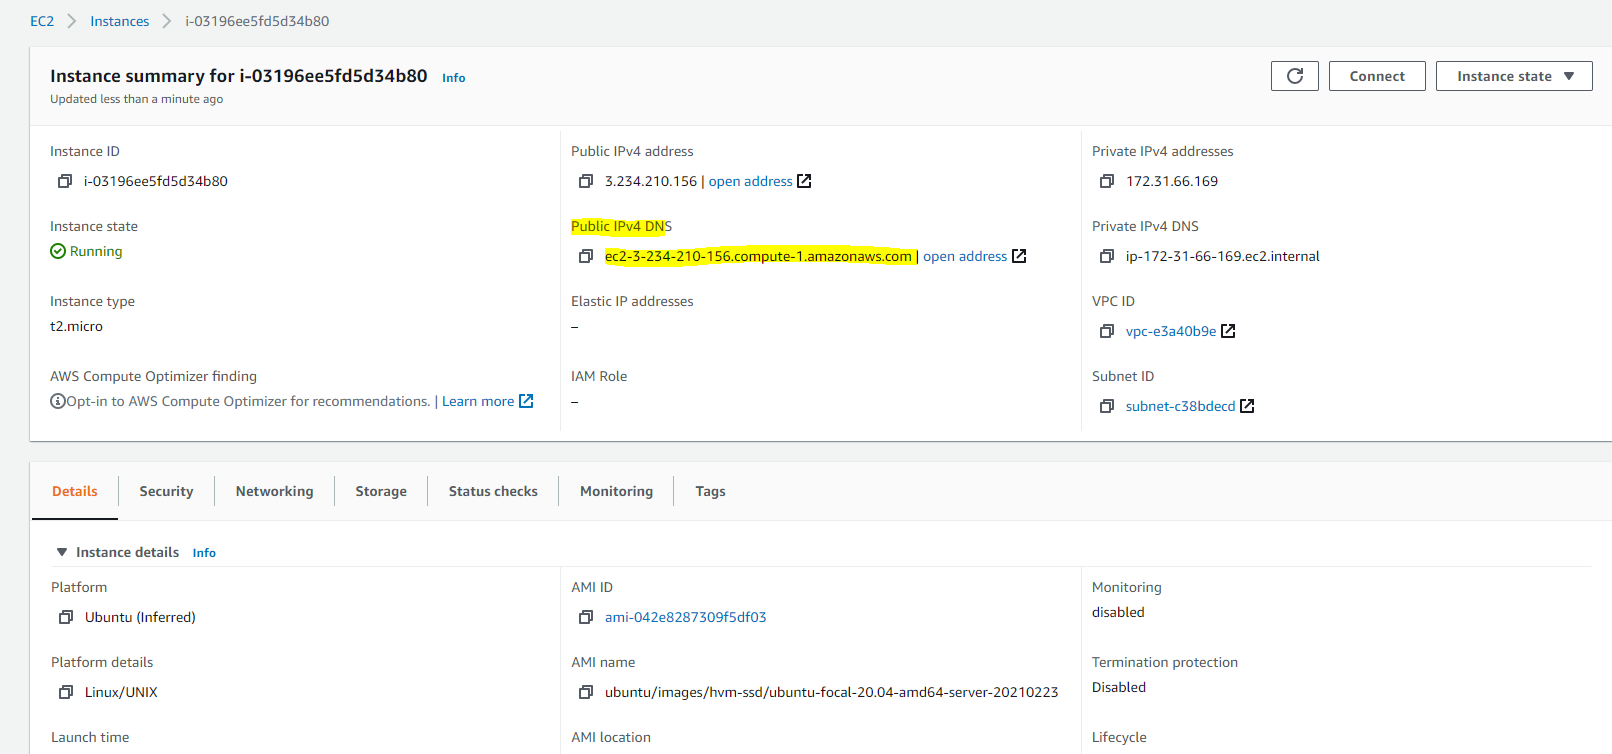 EC2 > Instances > i-03196ee5fd5d34b80
Instance summary for i-03196ee5fd5d34b80 Info
Updated less than a minute ago
Connect
Instance state
Instance ID
i-03196ee5fd5d34b80
Public IPv4 address
3.234.210.156 | open address
Private IPv4 addresses
172.31.66.169
Instance state
Running
Public IPv4 DNS
ec2-3-234-210-156.compute-1.amazonaws.com | open address
Private IPv4 DNS
ip-172-31-66-169.ec2.internal
Instance type
t2.micro
Elastic IP addresses
–
VPC ID
vpc-e3a40b9e
AWS Compute Optimizer finding
Opt-in to AWS Compute Optimizer for recommendations. | Learn more
IAM Role
–
Subnet ID
subnet-c38bdecd
Details
Security
Networking
Storage
Status checks
Monitoring
Tags
Instance details Info
Platform
Ubuntu (Inferred)
AMI ID
ami-042e8287309f5df03
Monitoring
disabled
Platform details
Linux/UNIX
AMI name
ubuntu/images/hvm-ssd/ubuntu-focal-20.04-amd64-server-20210223
Termination protection
Disabled
Launch time
AMI location
Lifecycle